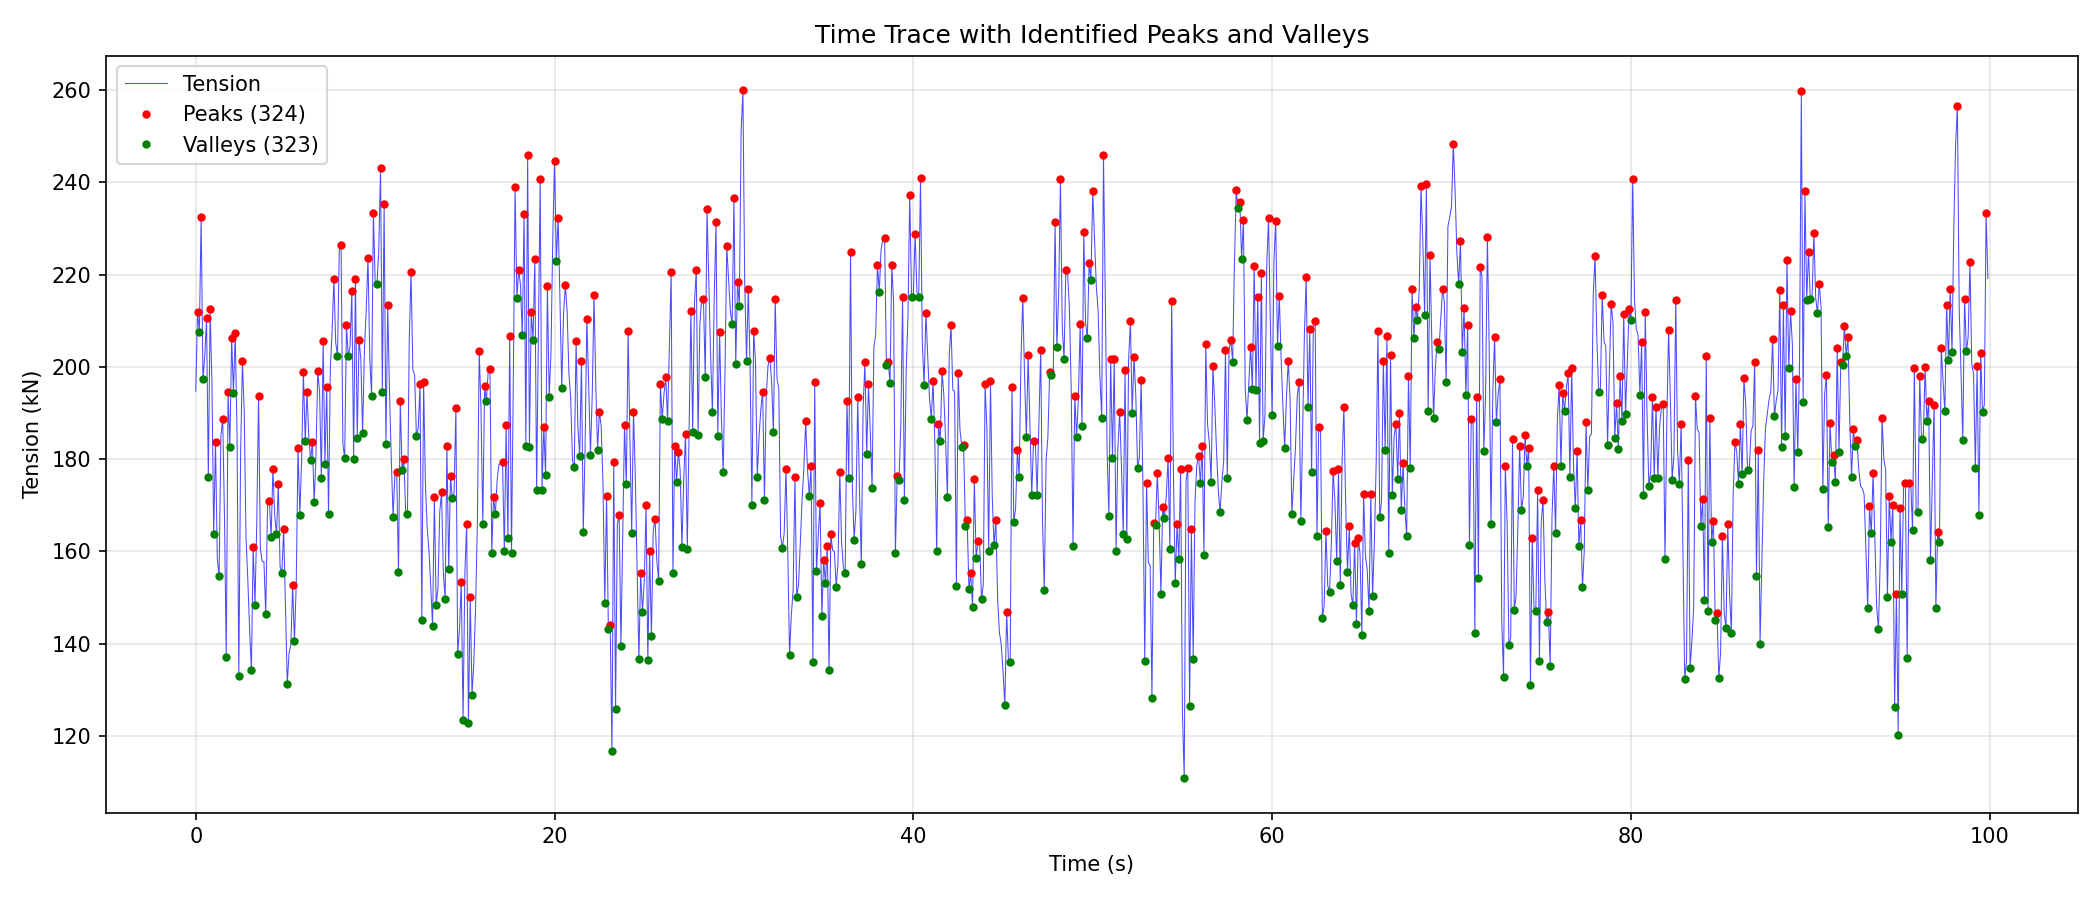 Time Trace with Identified Peaks and Valleys
Tension
Peaks (324)
Valleys (323)
260
240
220
200
180
160
140
120
Tension (kN)
0
20
40
60
80
100
Time (s)